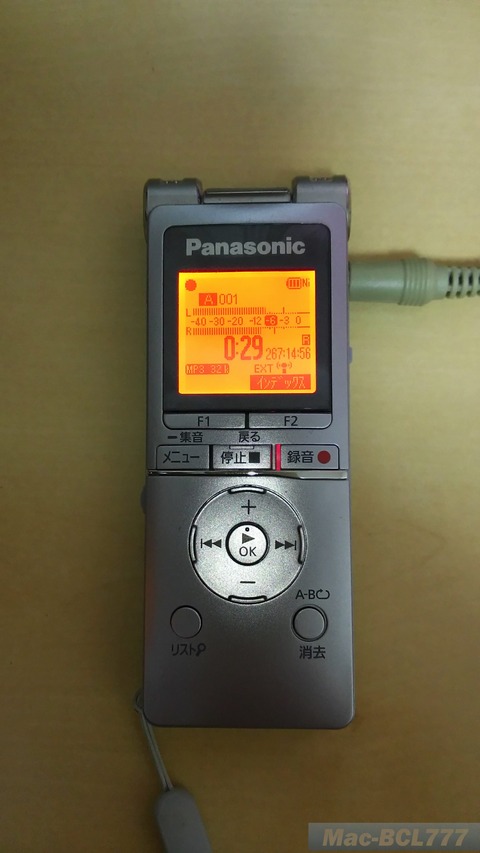 Panasonic
Ni
A 001
L
-40 -30 -20 -12 -6 -3 0
R
0:29 267:14:56
R
MP3 32k EXT
インデックス
F1 F2
集音 戻る
メニュー 停止■ 録音●
+
OK
−
A-B
リスト 消去
Mac-BCL777